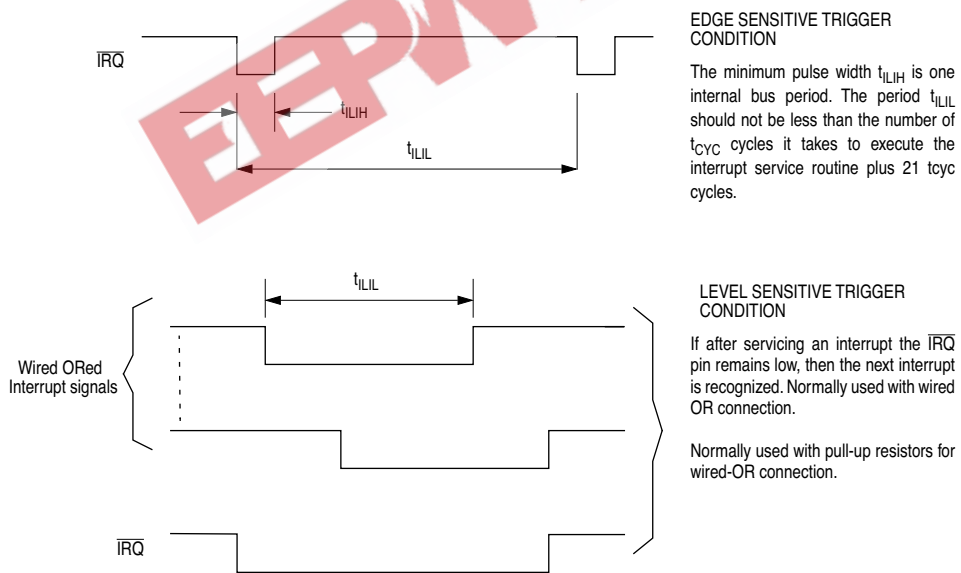 EDGE SENSITIVE TRIGGER
CONDITION
IRQ
The minimum pulse width tILIH is one
internal bus period. The period tILIL
should not be less than the number of
tCYC cycles it takes to execute the
interrupt service routine plus 21 tcyc
cycles.
tILIH
tILIL
tILIL
LEVEL SENSITIVE TRIGGER
CONDITION
If after servicing an interrupt the IRQ
pin remains low, then the next interrupt
is recognized. Normally used with wired
OR connection.
Normally used with pull-up resistors for
wired-OR connection.
Wired ORed
Interrupt signals
IRQ